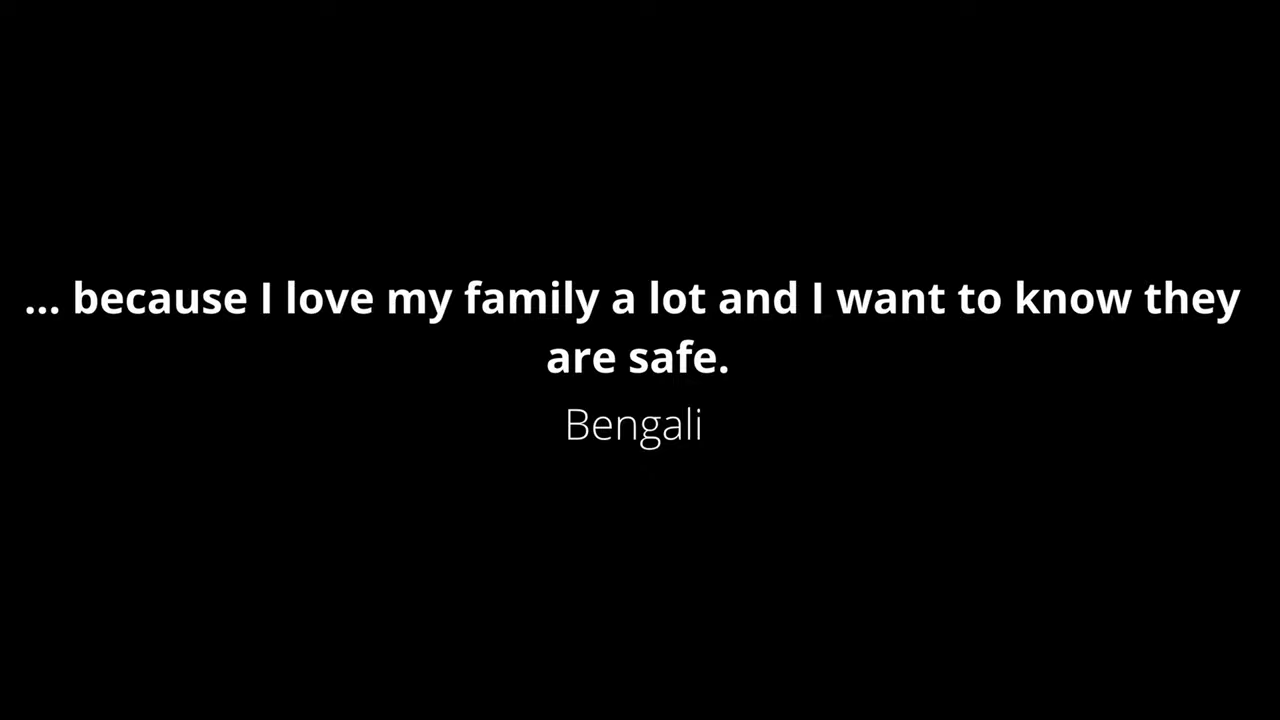 ... because I love my family a lot and I want to know they
are safe.
Bengali